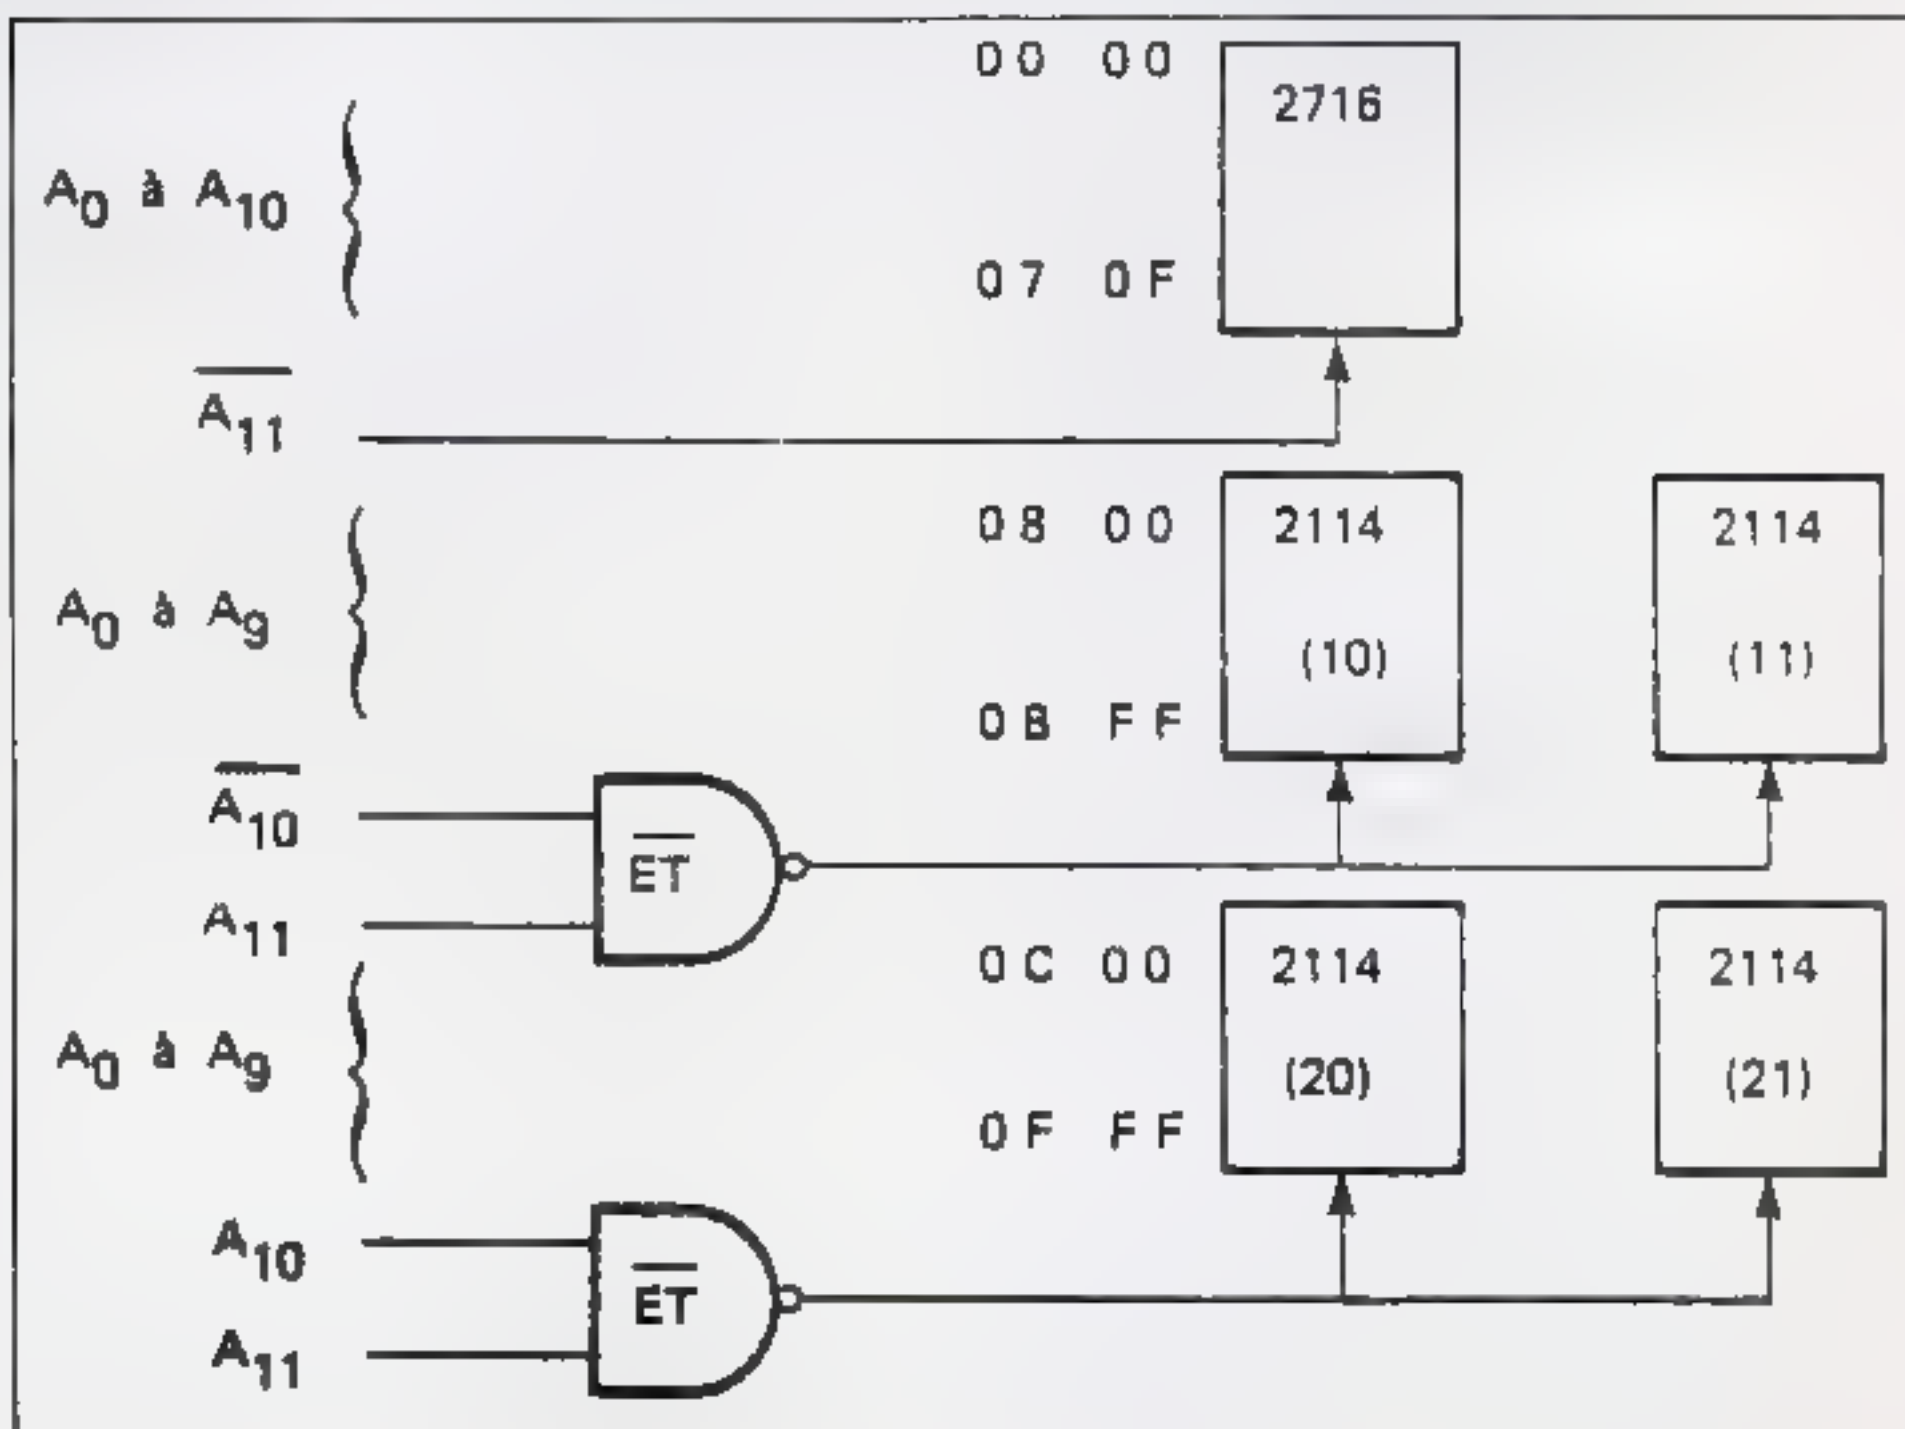 00 00
2716
A0 à A10
07 0F
A11
08 00
2114
2114
A0 à A9
(10)
(11)
0B FF
A10
ET
A11
0C 00
2114
2114
A0 à A9
(20)
(21)
0F FF
A10
ET
A11